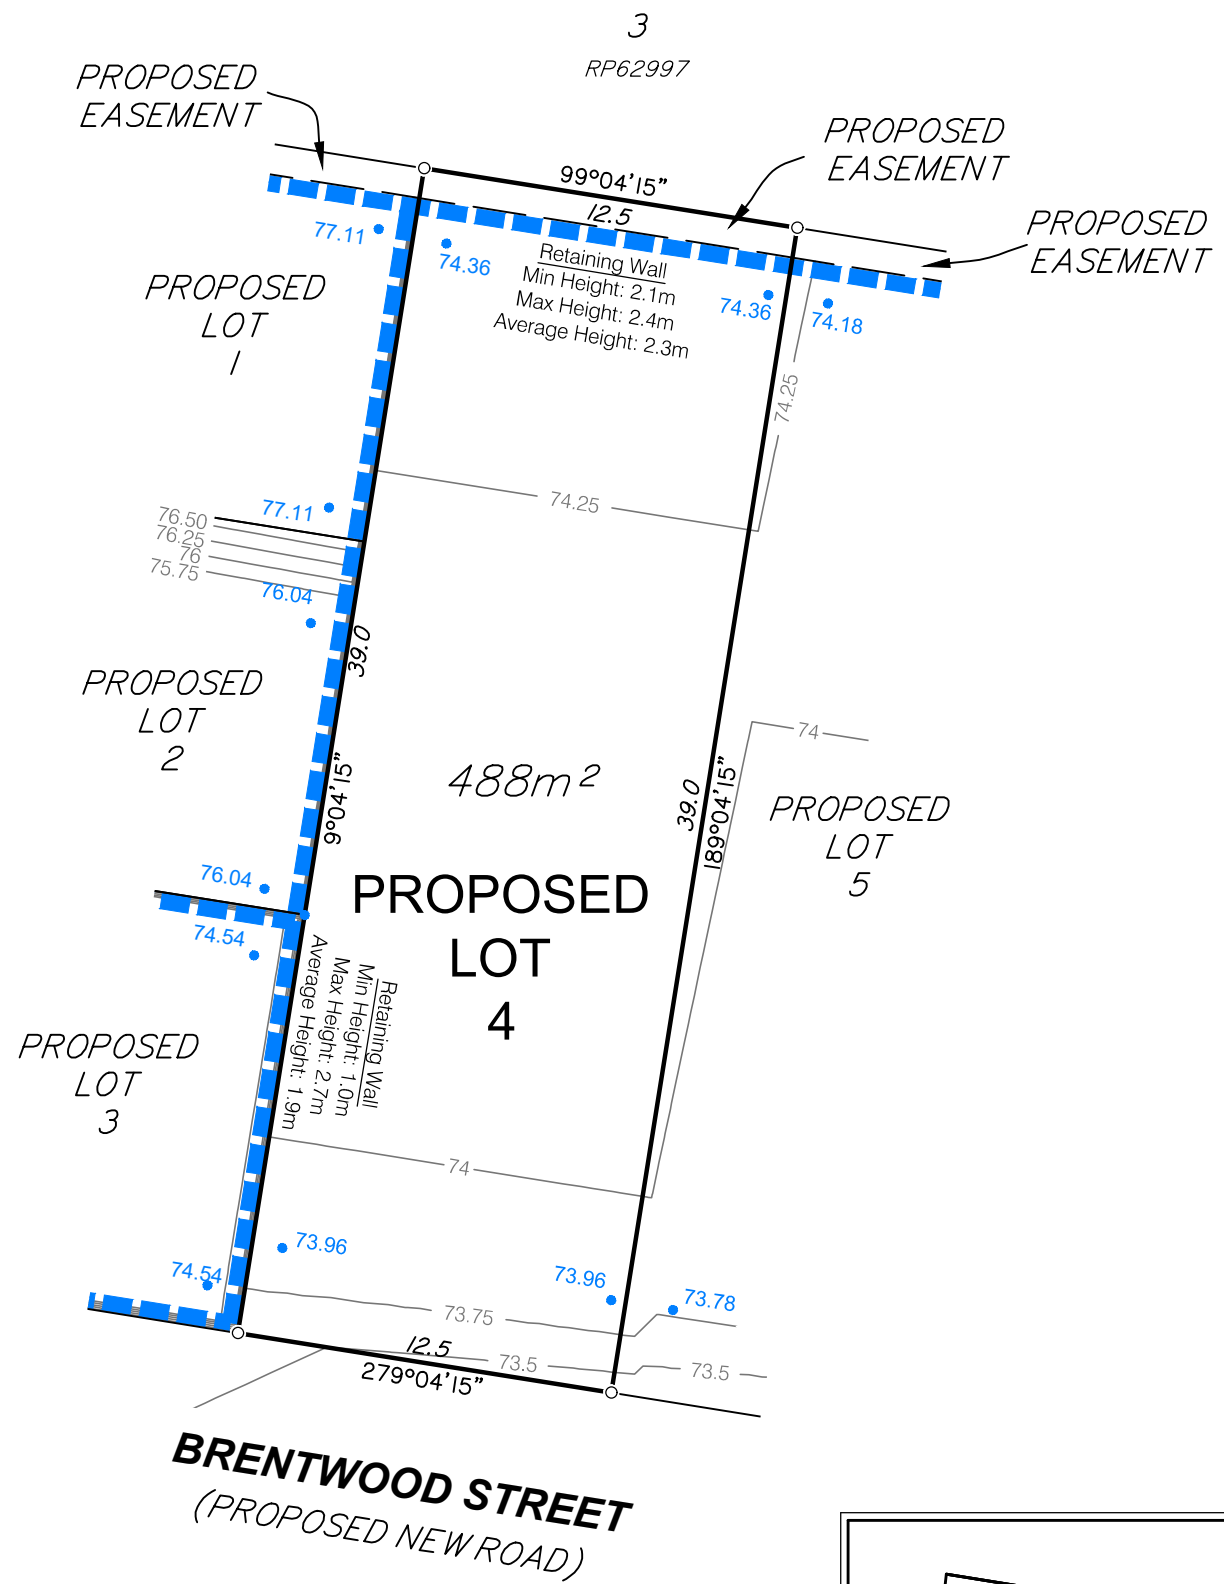 3
RP62997
PROPOSED
EASEMENT
PROPOSED
EASEMENT
PROPOSED
EASEMENT
99°04'15"
12.5
77.11
74.36
Retaining Wall
Min Height: 2.1m
Max Height: 2.4m
Average Height: 2.3m
74.36
74.18
PROPOSED
LOT
1
74.25
74.25
77.11
76.50
76.25
76
75.75
76.04
39.0
9°04'15"
PROPOSED
LOT
2
74
488m²
39.0
189°04'15"
PROPOSED
LOT
5
76.04
74.54
PROPOSED
LOT
4
Retaining Wall
Min Height: 1.0m
Max Height: 2.7m
Average Height: 1.9m
PROPOSED
LOT
3
74
73.96
73.96
74.54
73.78
73.75
12.5
73.5
73.5
279°04'15"
BRENTWOOD STREET
(PROPOSED NEW ROAD)